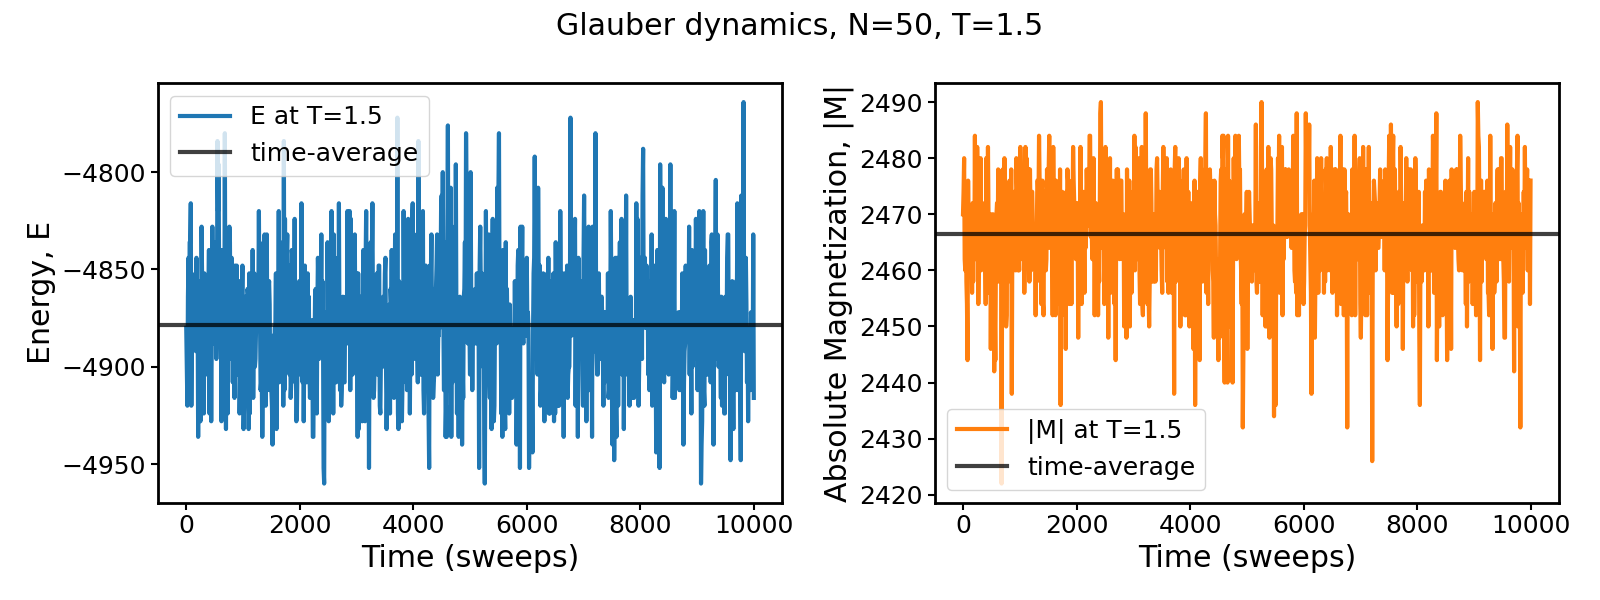 Glauber dynamics, N=50, T=1.5
Energy, E
−4800
−4850
−4900
−4950
E at T=1.5
time-average
0 2000 4000 6000 8000 10000
Time (sweeps)
Absolute Magnetization, |M|
2490
2480
2470
2460
2450
2440
2430
2420
|M| at T=1.5
time-average
0 2000 4000 6000 8000 10000
Time (sweeps)